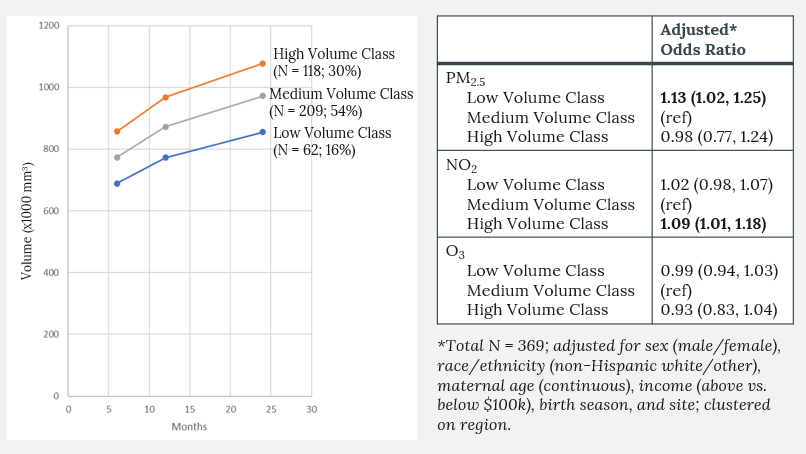 1200
1000
800
600
400
200
0
0 5 10 15 20 25 30
Months
Volume (x1000 mm³)
High Volume Class
(N = 118; 30%)
Medium Volume Class
(N = 209; 54%)
Low Volume Class
(N = 62; 16%)
Adjusted*
Odds Ratio
PM₂.₅
Low Volume Class 1.13 (1.02, 1.25)
Medium Volume Class (ref)
High Volume Class 0.98 (0.77, 1.24)
NO₂
Low Volume Class 1.02 (0.98, 1.07)
Medium Volume Class (ref)
High Volume Class 1.09 (1.01, 1.18)
O₃
Low Volume Class 0.99 (0.94, 1.03)
Medium Volume Class (ref)
High Volume Class 0.93 (0.83, 1.04)
*Total N = 369; adjusted for sex (male/female),
race/ethnicity (non-Hispanic white/other),
maternal age (continuous), income (above vs.
below $100k), birth season, and site; clustered
on region.